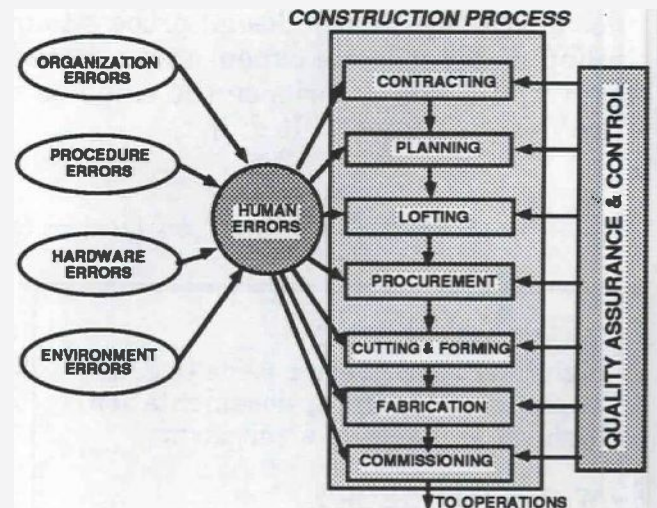 CONSTRUCTION PROCESS
ORGANIZATION
ERRORS
PROCEDURE
ERRORS
HARDWARE
ERRORS
ENVIRONMENT
ERRORS
HUMAN
ERRORS
CONTRACTING
PLANNING
LOFTING
PROCUREMENT
CUTTING & FORMING
FABRICATION
COMMISSIONING
TO OPERATIONS
QUALITY ASSURANCE & CONTROL